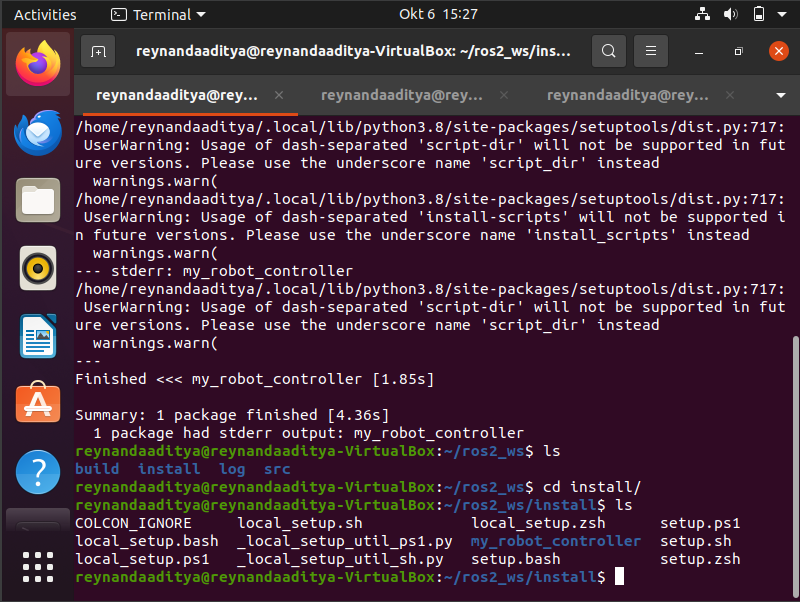 Activities Terminal Okt 6 15:27
reynandaaditya@reynandaaditya-VirtualBox: ~/ros2_ws/ins...
reynandaaditya@rey... reynandaaditya@rey... reynandaaditya@rey...
/home/reynandaaditya/.local/lib/python3.8/site-packages/setuptools/dist.py:717:
 UserWarning: Usage of dash-separated 'script-dir' will not be supported in fut
ure versions. Please use the underscore name 'script_dir' instead
  warnings.warn(
/home/reynandaaditya/.local/lib/python3.8/site-packages/setuptools/dist.py:717:
 UserWarning: Usage of dash-separated 'install-scripts' will not be supported i
n future versions. Please use the underscore name 'install_scripts' instead
  warnings.warn(
--- stderr: my_robot_controller
/home/reynandaaditya/.local/lib/python3.8/site-packages/setuptools/dist.py:717:
 UserWarning: Usage of dash-separated 'script-dir' will not be supported in fut
ure versions. Please use the underscore name 'script_dir' instead
  warnings.warn(
---
Finished <<< my_robot_controller [1.85s]

Summary: 1 package finished [4.36s]
  1 package had stderr output: my_robot_controller
reynandaaditya@reynandaaditya-VirtualBox:~/ros2_ws$ ls
build  install  log  src
reynandaaditya@reynandaaditya-VirtualBox:~/ros2_ws$ cd install/
reynandaaditya@reynandaaditya-VirtualBox:~/ros2_ws/install$ ls
COLCON_IGNORE     local_setup.sh            local_setup.zsh      setup.ps1
local_setup.bash  _local_setup_util_ps1.py  my_robot_controller  setup.sh
local_setup.ps1   _local_setup_util_sh.py   setup.bash           setup.zsh
reynandaaditya@reynandaaditya-VirtualBox:~/ros2_ws/install$